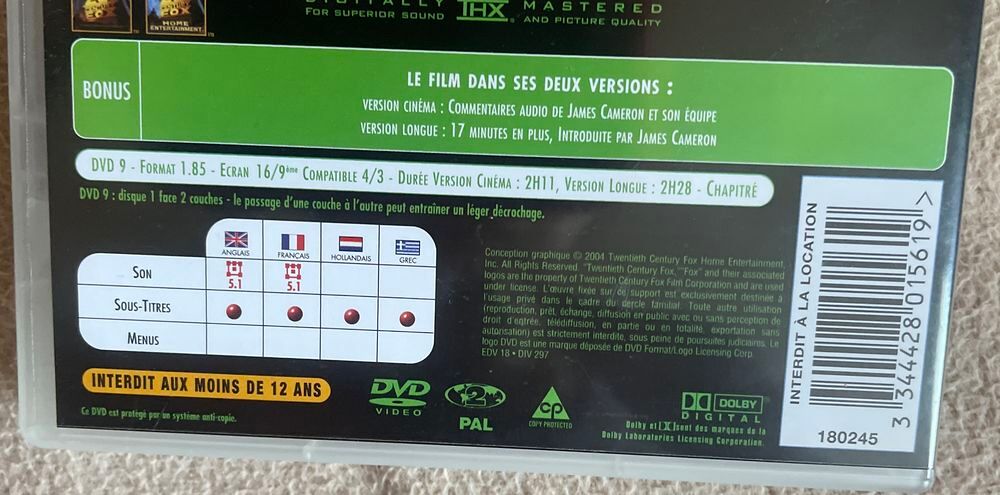 DIGITALLY THX MASTERED
FOR SUPERIOR SOUND AND PICTURE QUALITY
HOME
ENTERTAINMENT
BONUS
LE FILM DANS SES DEUX VERSIONS :
VERSION CINÉMA : COMMENTAIRES AUDIO DE JAMES CAMERON ET SON ÉQUIPE
VERSION LONGUE : 17 MINUTES EN PLUS, INTRODUITE PAR JAMES CAMERON
DVD 9 - FORMAT 1.85 - ECRAN 16/9ème COMPATIBLE 4/3 - DURÉE VERSION CINÉMA : 2H11, VERSION LONGUE : 2H28 - CHAPITRÉ
DVD 9 : disque 1 face 2 couches - le passage d'une couche à l'autre peut entraîner un léger décrochage.
ANGLAIS FRANÇAIS HOLLANDAIS GREC
SON 5.1 5.1
SOUS-TITRES
MENUS
Conception graphique © 2004 Twentieth Century Fox Home Entertainment,
Inc. All Rights Reserved. "Twentieth Century Fox," "Fox" and their associated
logos are the property of Twentieth Century Fox Film Corporation and are used
under license. L'œuvre fixée sur ce support est exclusivement destinée à
l'usage privé dans le cadre du cercle familial. Toute autre utilisation
(reproduction, prêt, échange, diffusion en public avec ou sans perception de
droit d'entrée, télédiffusion, en partie ou en totalité, exportation sans
autorisation) est strictement interdite, sous peine de poursuites judiciaires. Le
logo DVD est une marque déposée de DVD Format/Logo Licensing Corp.
EDV 18 • DIV 297
INTERDIT AUX MOINS DE 12 ANS
Ce DVD est protégé par un système anti-copie.
DVD
VIDEO
2
PAL
CP
COPY PROTECTED
DOLBY
DIGITAL
Dolby et sont des marques de la
Dolby Laboratories Licensing Corporation.
INTERDIT À LA LOCATION
3 344428 015619 >
180245